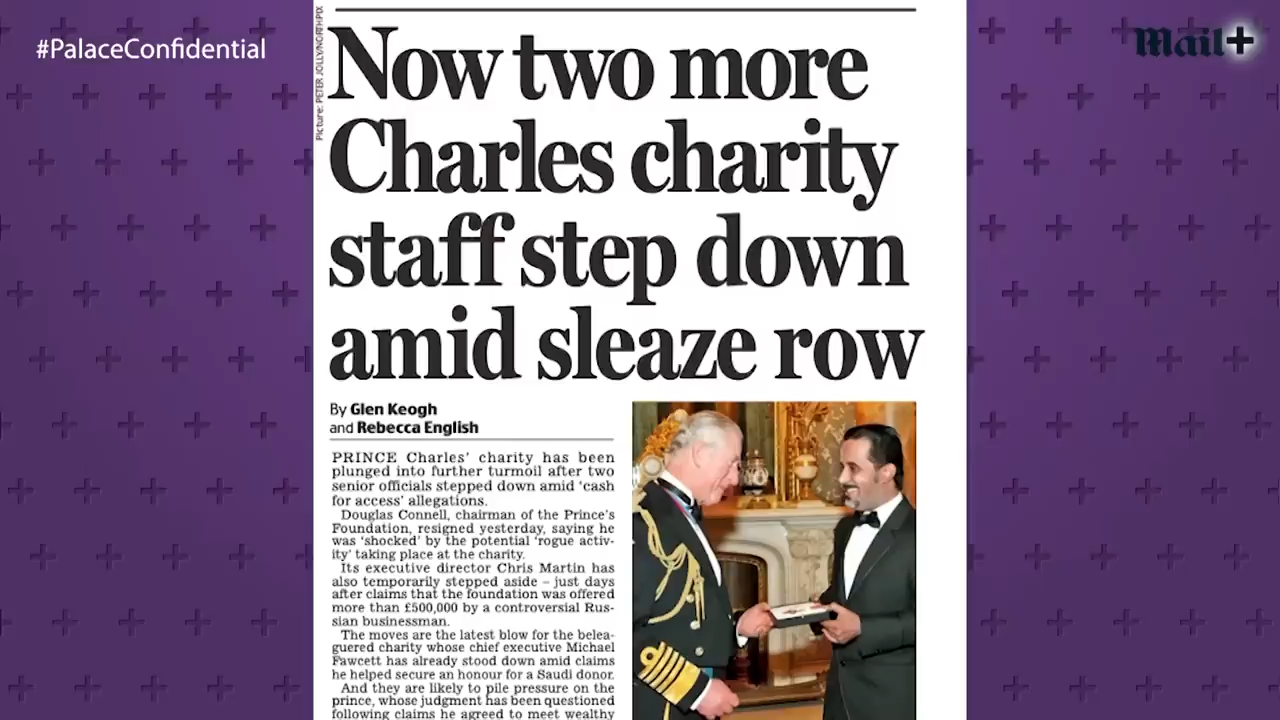 #PalaceConfidential
Mail+
Picture: PETER JOLLY/NORTHPIX
Now two more
Charles charity
staff step down
amid sleaze row
By Glen Keogh
and Rebecca English
PRINCE Charles’ charity has been
plunged into further turmoil after two
senior officials stepped down amid ‘cash
for access’ allegations.
Douglas Connell, chairman of the Prince’s
Foundation, resigned yesterday, saying he
was ‘shocked’ by the potential ‘rogue activ-
ity’ taking place at the charity.
Its executive director Chris Martin has
also temporarily stepped aside – just days
after claims that the foundation was offered
more than £500,000 by a controversial Rus-
sian businessman.
The moves are the latest blow for the belea-
guered charity whose chief executive Michael
Fawcett has already stood down amid claims
he helped secure an honour for a Saudi donor.
And they are likely to pile pressure on the
prince, whose judgment has been questioned
following claims he agreed to meet wealthy